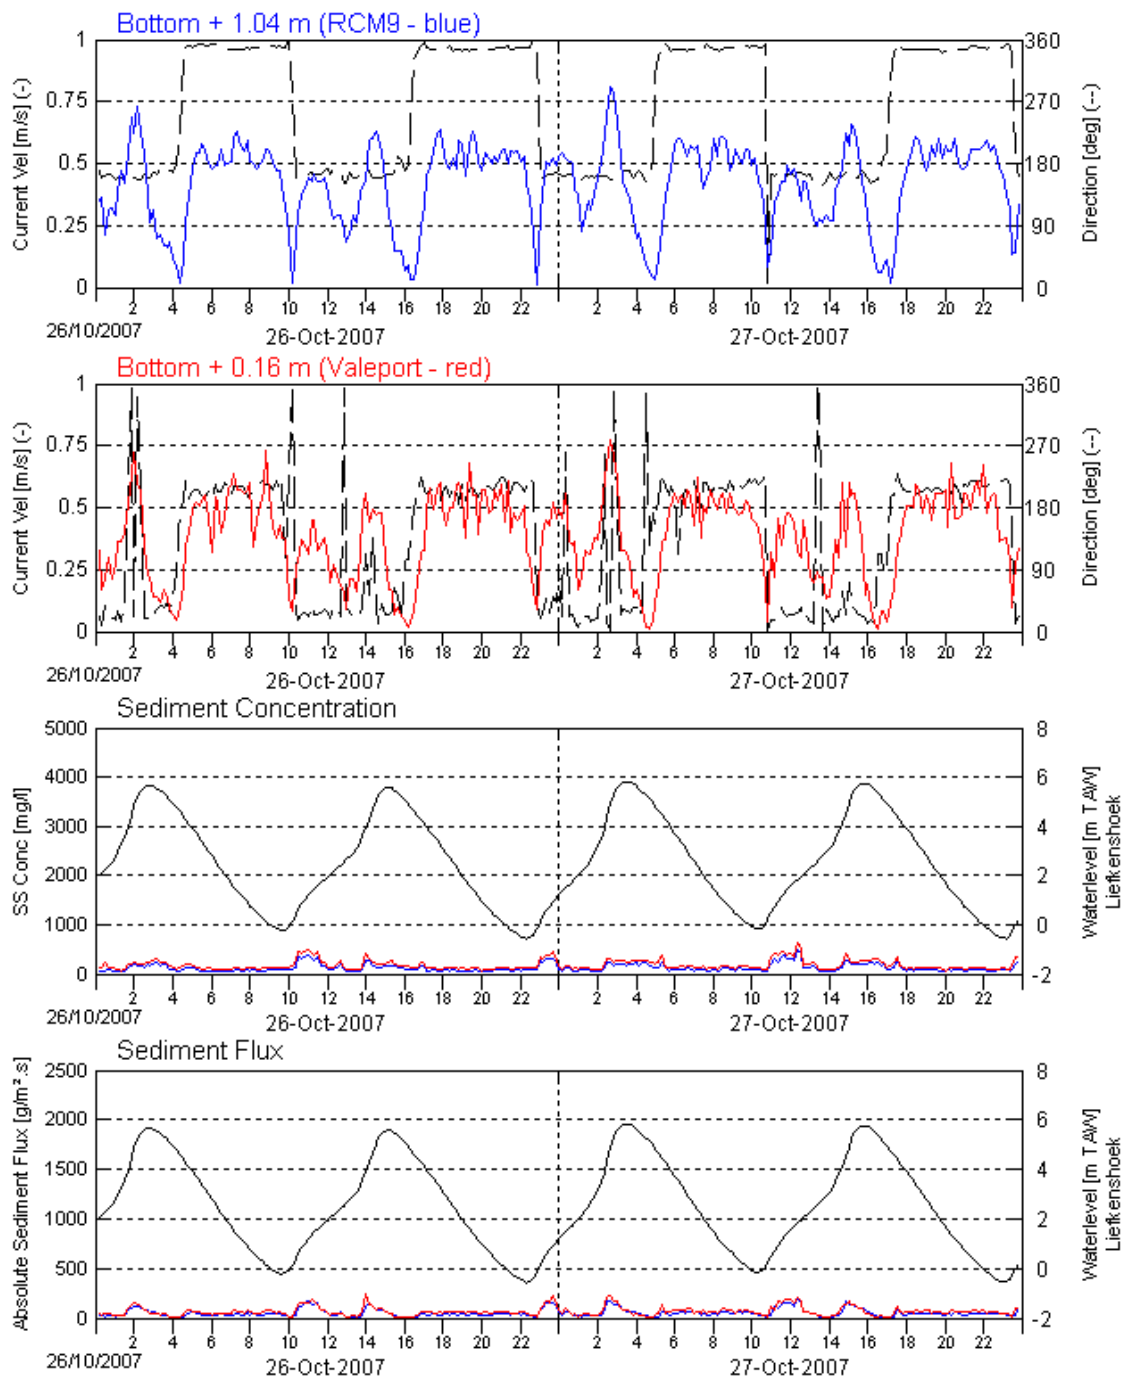 Bottom + 1.04 m (RCM9 - blue)
1 0.75 0.5 0.25 0
Current Vel [m/s] (-)
360 270 180 90 0
Direction [deg] (--)
2 4 6 8 10 12 14 16 18 20 22 2 4 6 8 10 12 14 16 18 20 22
26/10/2007 26-Oct-2007 27-Oct-2007
Bottom + 0.16 m (Valeport - red)
1 0.75 0.5 0.25 0
Current Vel [m/s] (-)
360 270 180 90 0
Direction [deg] (--)
2 4 6 8 10 12 14 16 18 20 22 2 4 6 8 10 12 14 16 18 20 22
26/10/2007 26-Oct-2007 27-Oct-2007
Sediment Concentration
5000 4000 3000 2000 1000 0
SS Conc [mg/l]
8 6 4 2 0 -2
Waterlevel [m TAW]
Liefkenshoek
2 4 6 8 10 12 14 16 18 20 22 2 4 6 8 10 12 14 16 18 20 22
26/10/2007 26-Oct-2007 27-Oct-2007
Sediment Flux
2500 2000 1500 1000 500 0
Absolute Sediment Flux [g/m².s]
8 6 4 2 0 -2
Waterlevel [m TAW]
Liefkenshoek
2 4 6 8 10 12 14 16 18 20 22 2 4 6 8 10 12 14 16 18 20 22
26/10/2007 26-Oct-2007 27-Oct-2007